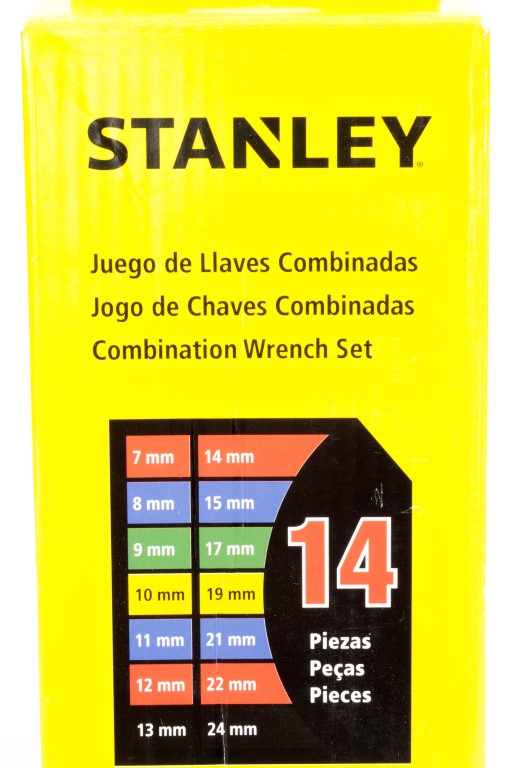 STANLEY®
Juego de Llaves Combinadas
Jogo de Chaves Combinadas
Combination Wrench Set
7 mm 14 mm
8 mm 15 mm
9 mm 17 mm
10 mm 19 mm
11 mm 21 mm
12 mm 22 mm
13 mm 24 mm
14
Piezas
Peças
Pieces